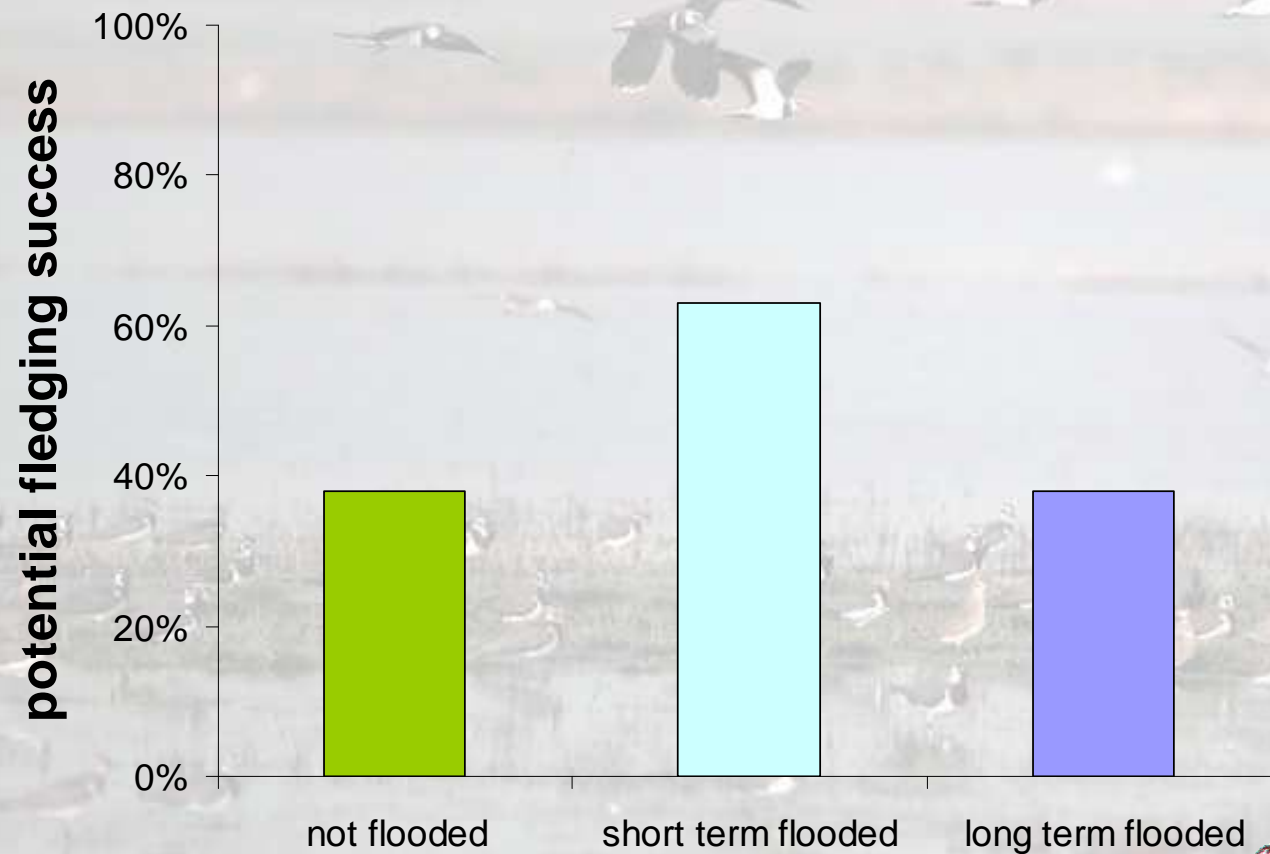 potential fledging success
100%
80%
60%
40%
20%
0%
not flooded
short term flooded
long term flooded